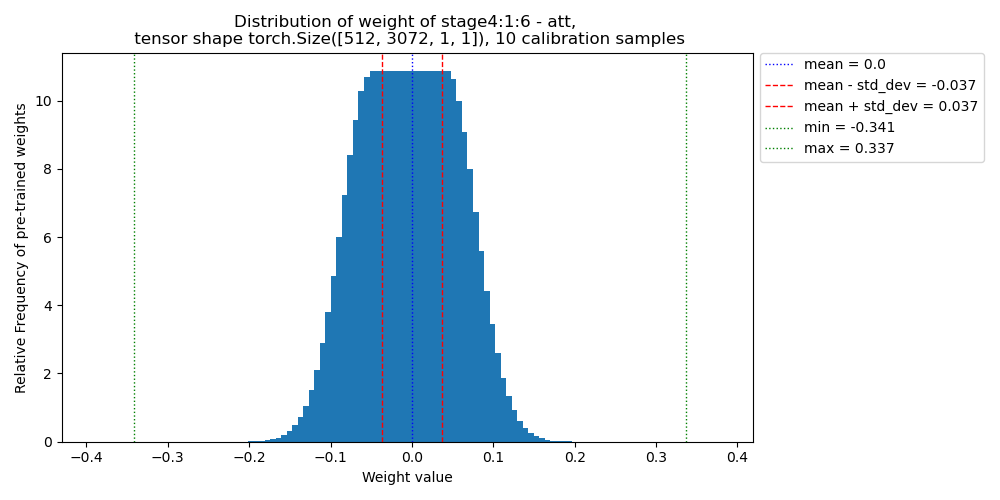 Distribution of weight of stage4:1:6 - att,
tensor shape torch.Size([512, 3072, 1, 1]), 10 calibration samples
mean = 0.0
mean - std_dev = -0.037
mean + std_dev = 0.037
min = -0.341
max = 0.337
Relative Frequency of pre-trained weights
10
8
6
4
2
0
−0.4 −0.3 −0.2 −0.1 0.0 0.1 0.2 0.3 0.4
Weight value